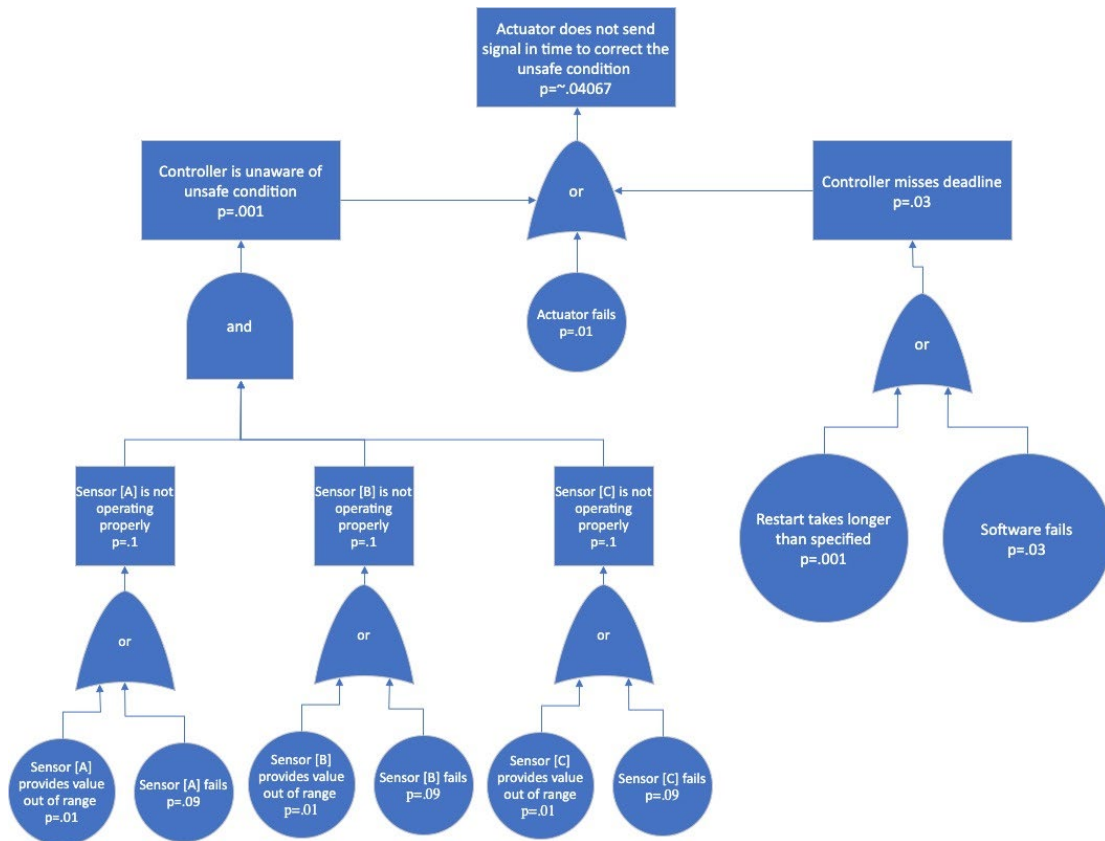 Actuator does not send
signal in time to correct the
unsafe condition
p=~.04067
Controller is unaware of
unsafe condition
p=.001
or
Controller misses deadline
p=.03
and
Actuator fails
p=.01
or
Sensor [A] is not
operating
properly
p=.1
Sensor [B] is not
operating
properly
p=.1
Sensor [C] is not
operating
properly
p=.1
Restart takes longer
than specified
p=.001
Software fails
p=.03
or
or
or
Sensor [A]
provides value
out of range
p=.01
Sensor [A] fails
p=.09
Sensor [B]
provides value
out of range
p=.01
Sensor [B] fails
p=.09
Sensor [C]
provides value
out of range
p=.01
Sensor [C] fails
p=.09